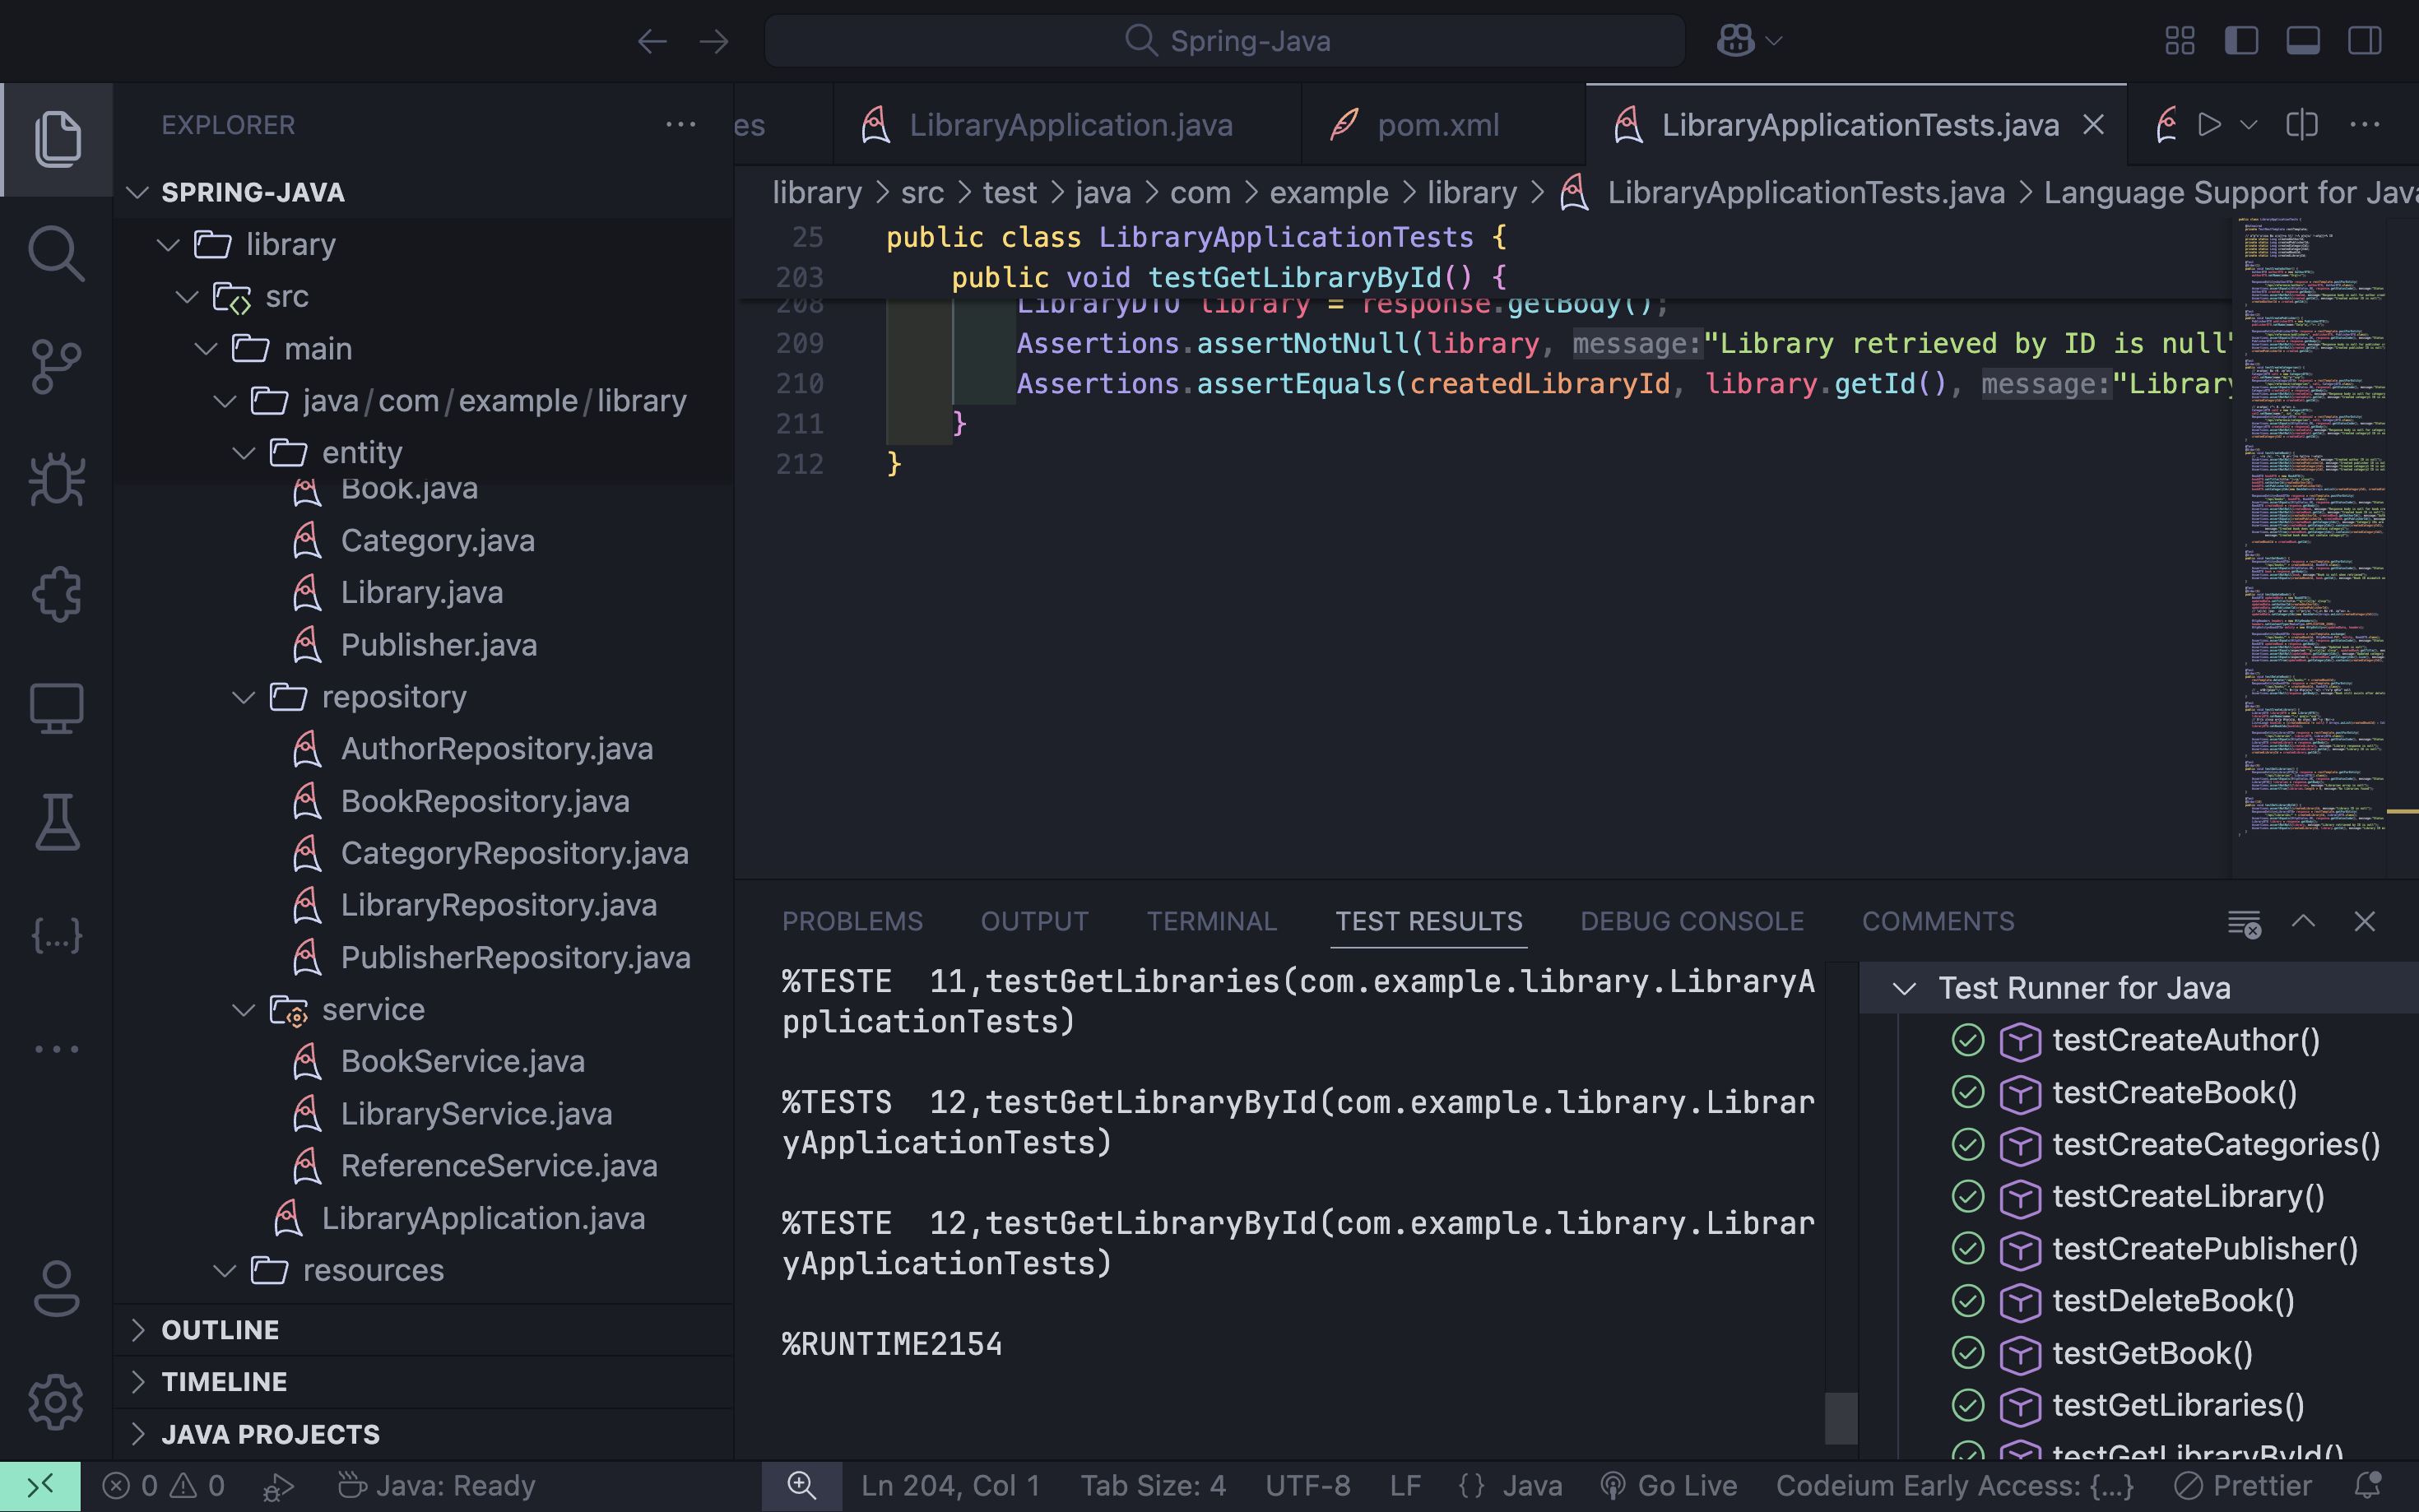 Spring-Java
EXPLORER
SPRING-JAVA
library
src
main
java/com/example/library
entity
Book.java
Category.java
Library.java
Publisher.java
repository
AuthorRepository.java
BookRepository.java
CategoryRepository.java
LibraryRepository.java
PublisherRepository.java
service
BookService.java
LibraryService.java
ReferenceService.java
LibraryApplication.java
resources
OUTLINE
TIMELINE
JAVA PROJECTS
es
LibraryApplication.java
pom.xml
LibraryApplicationTests.java
library > src > test > java > com > example > library > LibraryApplicationTests.java > Language Support for Jav
25 public class LibraryApplicationTests {
203 public void testGetLibraryById() {
208 LibraryDTO library = response.getBody();
209 Assertions.assertNotNull(library, message:"Library retrieved by ID is null"
210 Assertions.assertEquals(createdLibraryId, library.getId(), message:"Library
211 }
212 }
PROBLEMS
OUTPUT
TERMINAL
TEST RESULTS
DEBUG CONSOLE
COMMENTS
%TESTE  11,testGetLibraries(com.example.library.LibraryA
pplicationTests)
%TESTS  12,testGetLibraryById(com.example.library.Librar
yApplicationTests)
%TESTE  12,testGetLibraryById(com.example.library.Librar
yApplicationTests)
%RUNTIME2154
Test Runner for Java
testCreateAuthor()
testCreateBook()
testCreateCategories()
testCreateLibrary()
testCreatePublisher()
testDeleteBook()
testGetBook()
testGetLibraries()
testGetLibraryById()
0 0
Java: Ready
Ln 204, Col 1
Tab Size: 4
UTF-8
LF
{} Java
Go Live
Codeium Early Access: {...}
Prettier